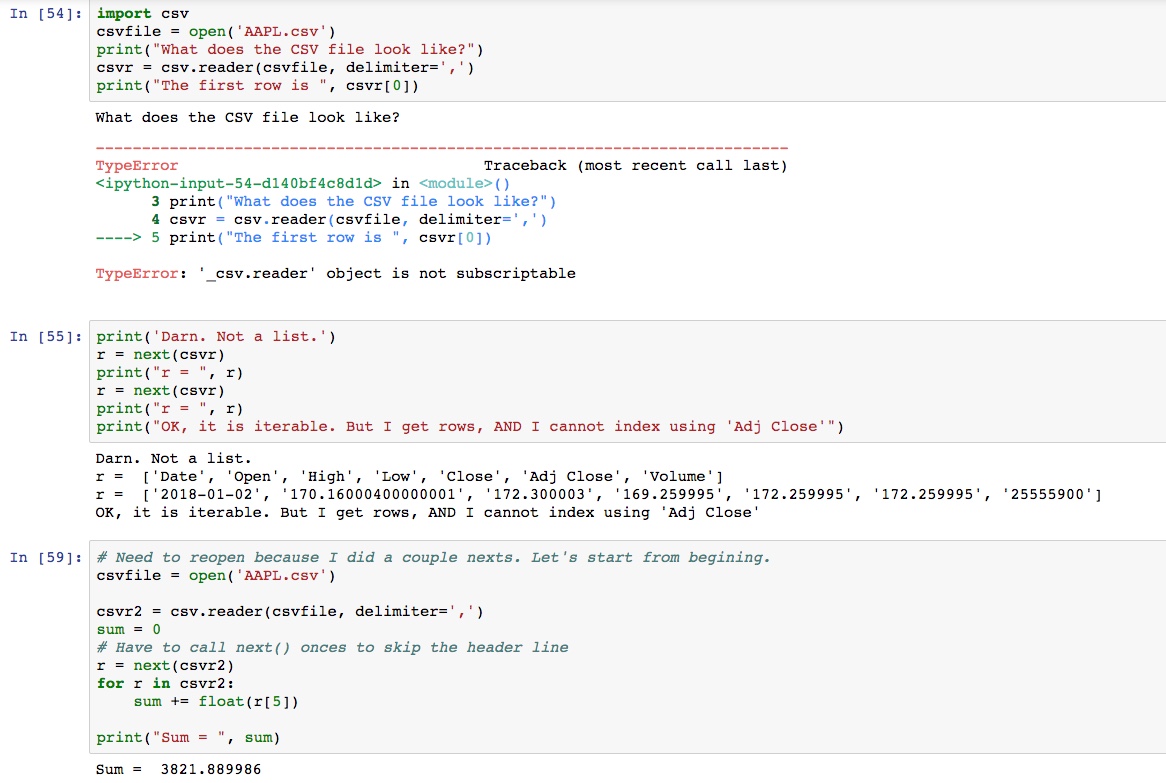 In [54]: import csv
csvfile = open('AAPL.csv')
print("What does the CSV file look like?")
csvr = csv.reader(csvfile, delimiter=',')
print("The first row is ", csvr[0])
What does the CSV file look like?
---------------------------------------------------------------------------
TypeError                                 Traceback (most recent call last)
<ipython-input-54-d140bf4c8d1d> in <module>()
      3 print("What does the CSV file look like?")
      4 csvr = csv.reader(csvfile, delimiter=',')
----> 5 print("The first row is ", csvr[0])
TypeError: '_csv.reader' object is not subscriptable
In [55]: print('Darn. Not a list.')
r = next(csvr)
print("r = ", r)
r = next(csvr)
print("r = ", r)
print("OK, it is iterable. But I get rows, AND I cannot index using 'Adj Close'")
Darn. Not a list.
r =  ['Date', 'Open', 'High', 'Low', 'Close', 'Adj Close', 'Volume']
r =  ['2018-01-02', '170.16000400000001', '172.300003', '169.259995', '172.259995', '172.259995', '25555900']
OK, it is iterable. But I get rows, AND I cannot index using 'Adj Close'
In [59]: # Need to reopen because I did a couple nexts. Let's start from begining.
csvfile = open('AAPL.csv')
csvr2 = csv.reader(csvfile, delimiter=',')
sum = 0
# Have to call next() onces to skip the header line
r = next(csvr2)
for r in csvr2:
    sum += float(r[5])
print("Sum = ", sum)
Sum =  3821.889986